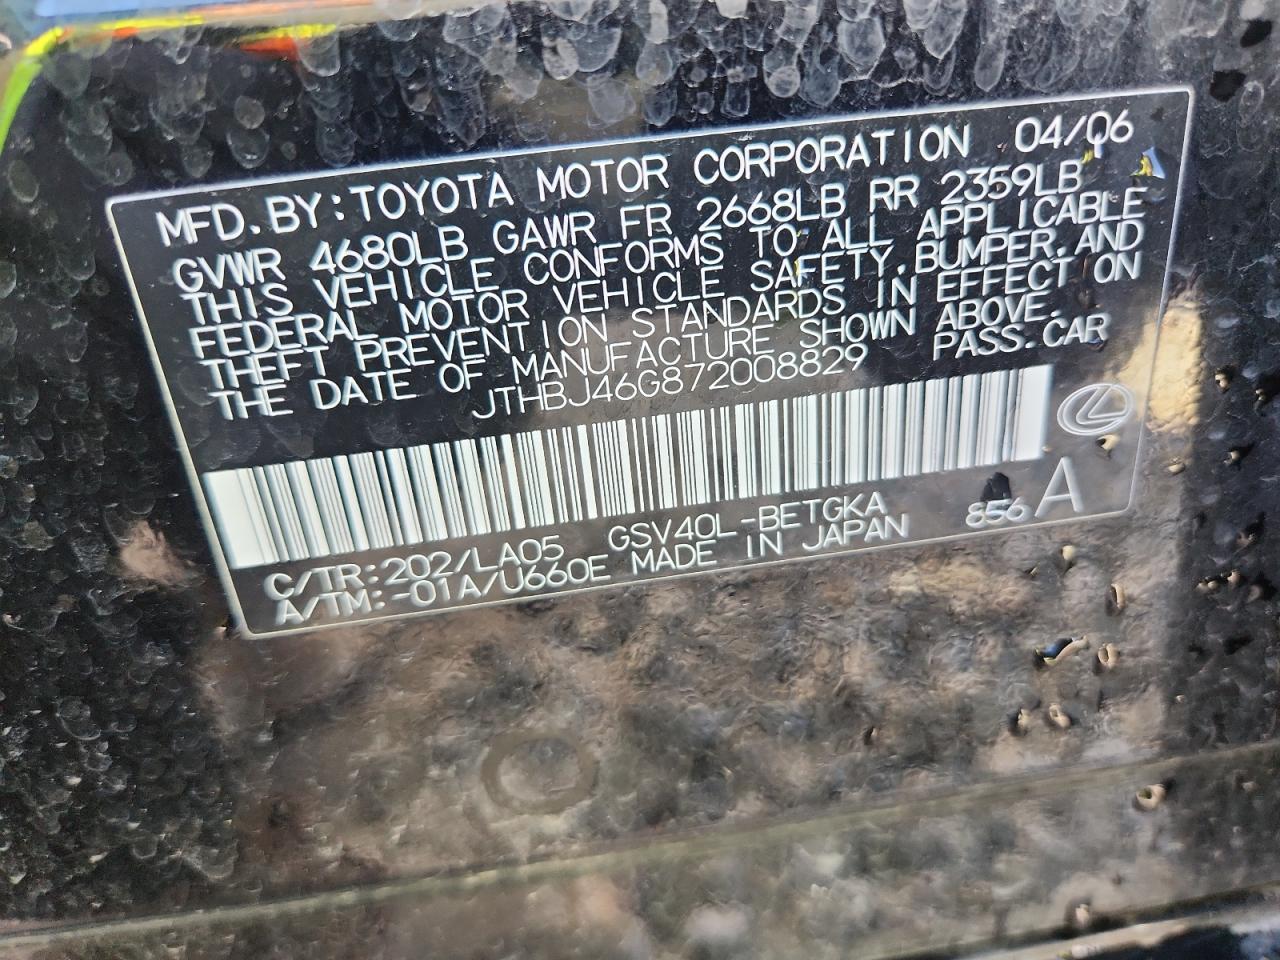 MFD. BY: TOYOTA MOTOR CORPORATION 04/06
GVWR 4680LB GAWR FR 2668LB RR 2359LB
THIS VEHICLE CONFORMS TO ALL APPLICABLE
FEDERAL MOTOR VEHICLE SAFETY, BUMPER, AND
THEFT PREVENTION STANDARDS IN EFFECT ON
THE DATE OF MANUFACTURE SHOWN ABOVE.
JTHBJ46G872008829 PASS. CAR
C/TR: 202/LA05 GSV40L-BETGKA
A/TM: -01A/U660E MADE IN JAPAN 856 A